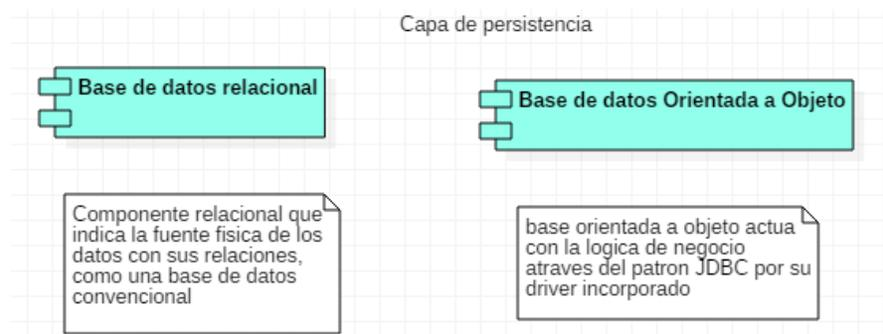 Capa de persistencia
Base de datos relacional
Base de datos Orientada a Objeto
Componente relacional que
indica la fuente fisica de los
datos con sus relaciones,
como una base de datos
convencional
base orientada a objeto actua
con la logica de negocio
atraves del patron JDBC por su
driver incorporado